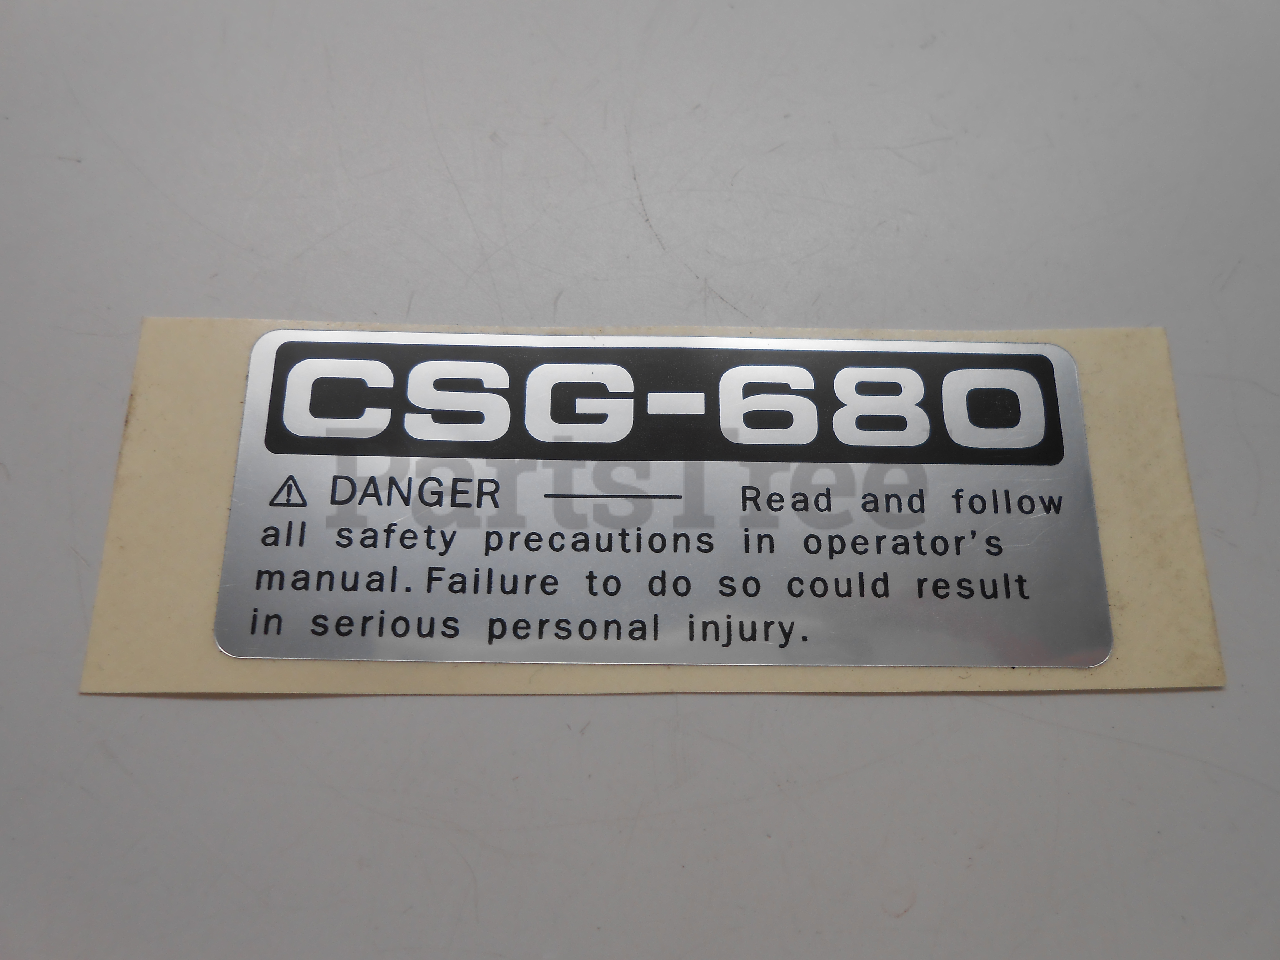 CSG-680
⚠ DANGER ——— Read and follow
all safety precautions in operator's
manual. Failure to do so could result
in serious personal injury.
PartsTree